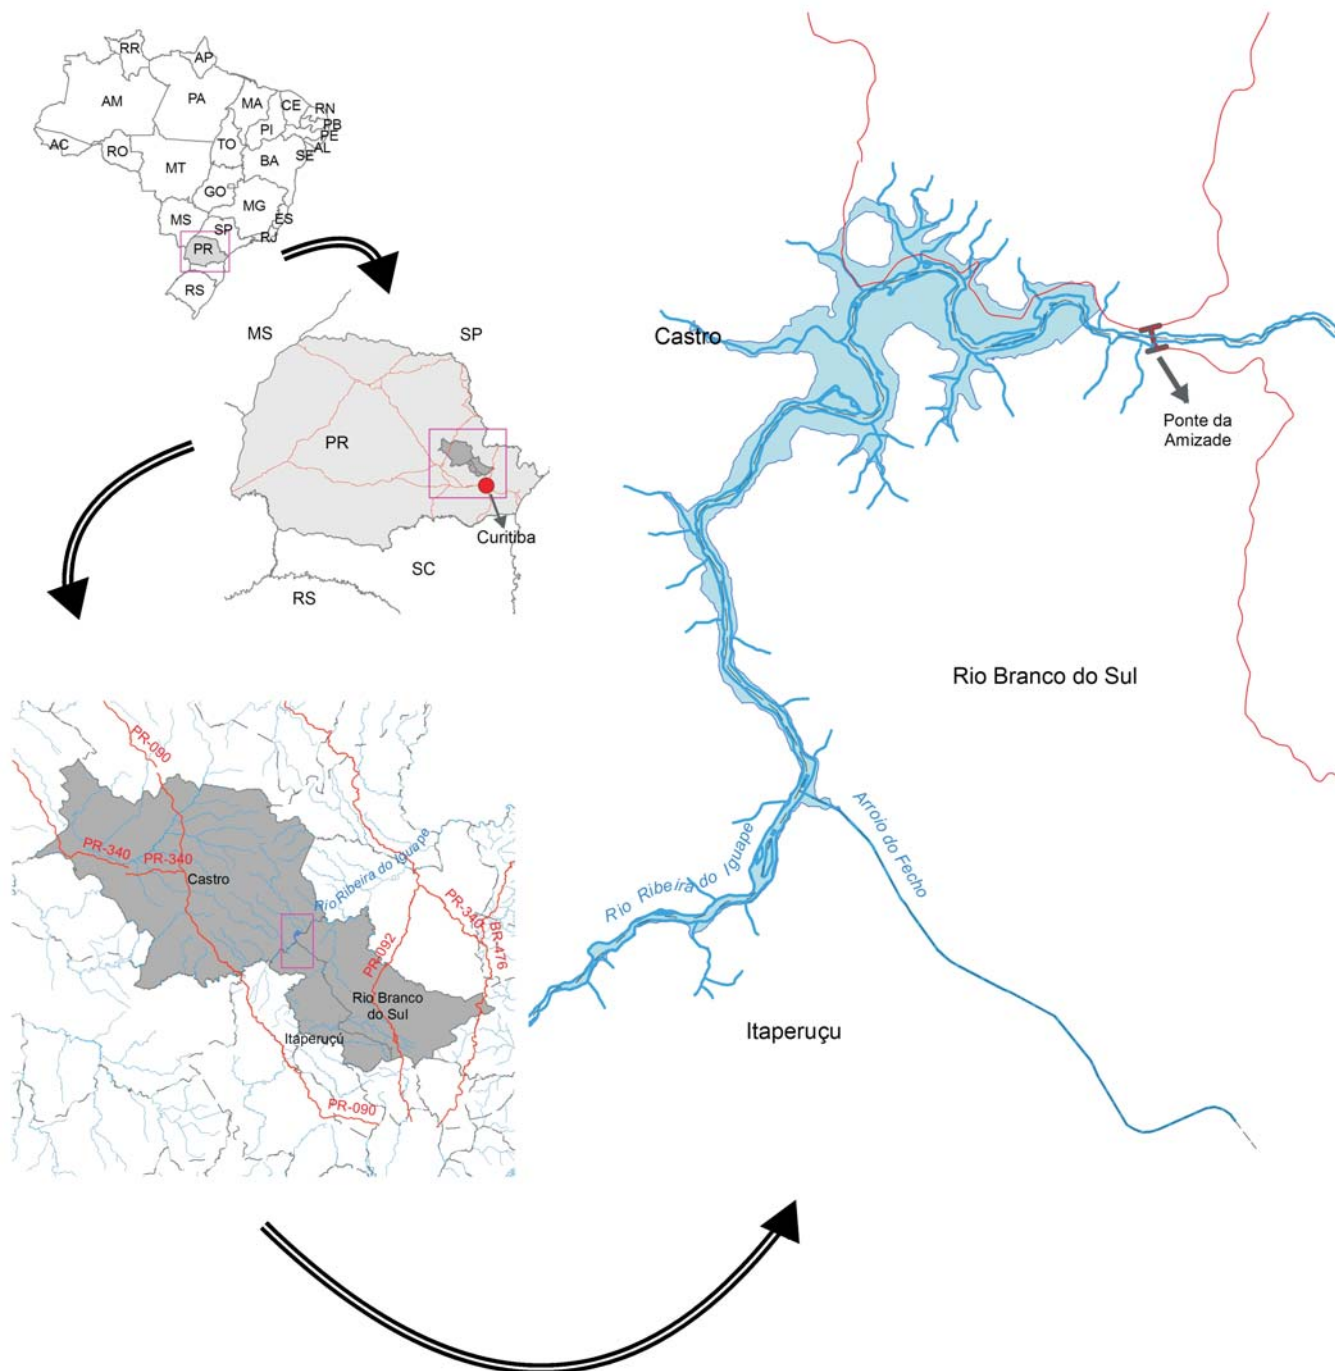 RR
AP
AM
PA
MA
CE
RN
PB
PI
PE
AC
RO
TO
AL
MT
BA
SE
GO
MG
MS
ES
SP
RJ
PR
RS
MS
SP
PR
Curitiba
SC
RS
Castro
Ponte da
Amizade
Rio Branco do Sul
Arroio do Fecho
Rio Ribeira do Iguape
Itaperuçu
PR-090
PR-340
PR-340
Castro
Rio Ribeira do Iguape
PR-340
BR-476
PR-092
Rio Branco
do Sul
Itaperuçú
PR-090